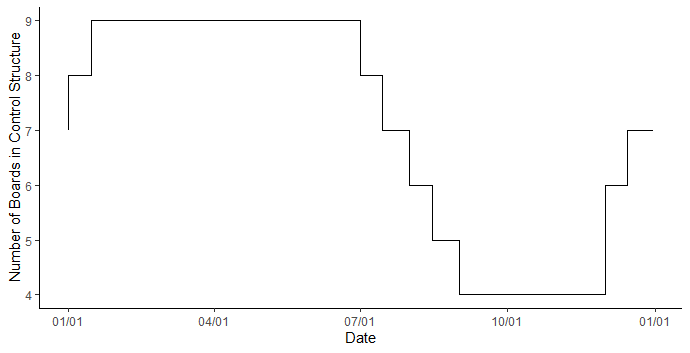 Number of Boards in Control Structure
9
8
7
6
5
4
01/01 04/01 07/01 10/01 01/01
Date